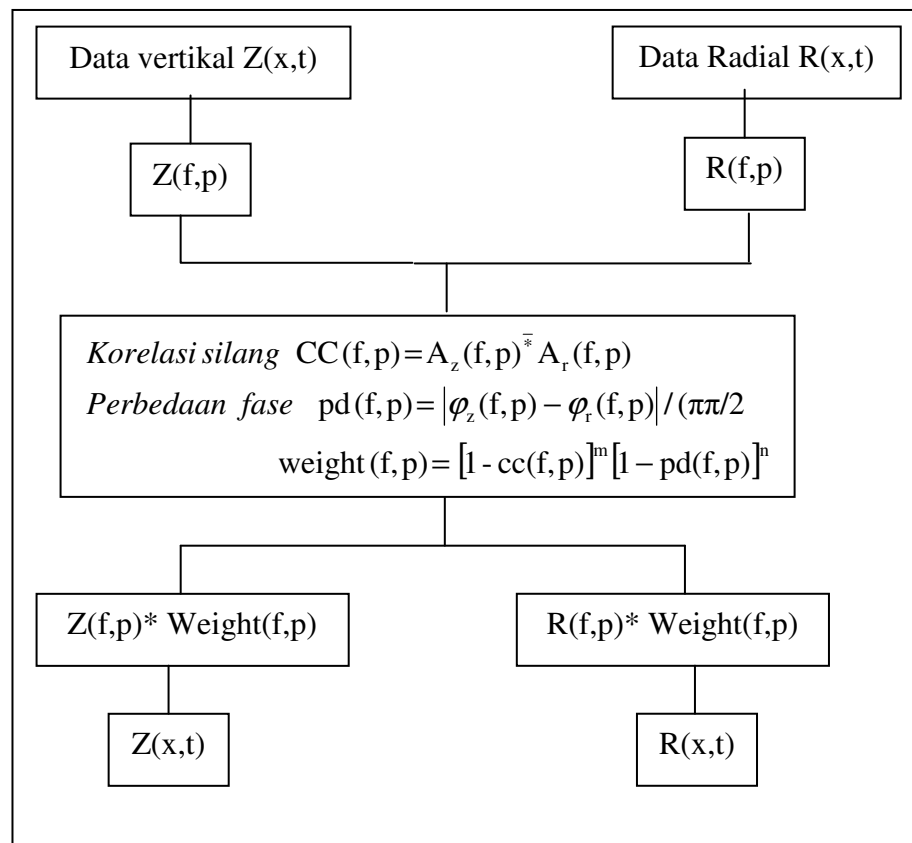 Data vertikal Z(x,t)
Data Radial R(x,t)
Z(f,p)
R(f,p)
Korelasi silang CC(f,p)=A_z(f,p)^{\bar{*}} A_r(f,p)
Perbedaan fase pd(f,p)=|φ_z(f,p)−φ_r(f,p)|/(ππ/2
weight(f,p)=[1-cc(f,p)]^m[1−pd(f,p)]^n
Z(f,p)* Weight(f,p)
R(f,p)* Weight(f,p)
Z(x,t)
R(x,t)